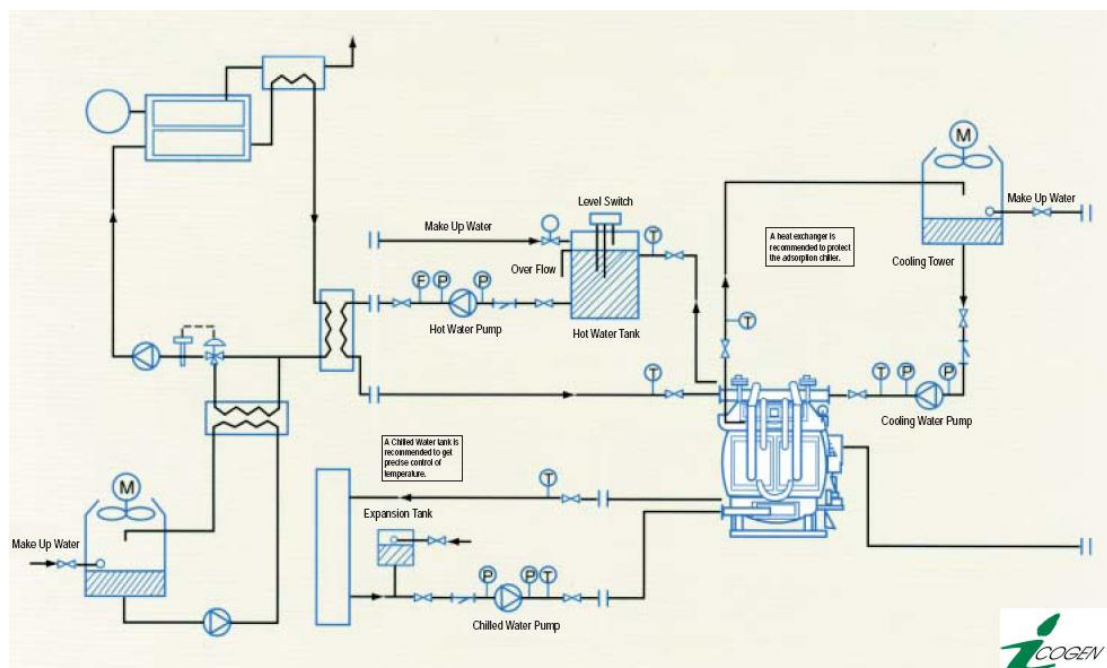 M
Make Up Water
Level Switch
Make Up Water
T
A heat exchanger is
recommended to protect
the adsorption chiller.
Cooling Tower
Over Flow
F
P
P
Hot Water Pump
Hot Water Tank
T
T
T
P
P
Cooling Water Pump
A Chilled Water tank is
recommended to get
precise control of
temperature.
M
T
Expansion Tank
Make Up Water
P
P
T
Chilled Water Pump
iCOGEN